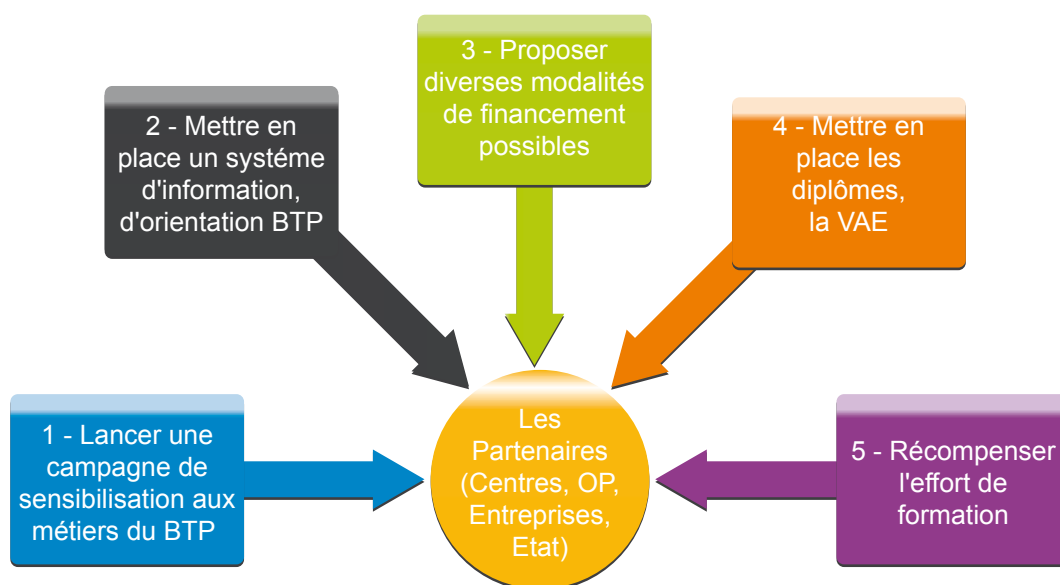 3 - Proposer
diverses modalités
de financement
possibles
2 - Mettre en
place un systéme
d'information,
d'orientation BTP
4 - Mettre en
place les
diplômes,
la VAE
1 - Lancer une
campagne de
sensibilisation aux
métiers du BTP
Les
Partenaires
(Centres, OP,
Entreprises,
Etat)
5 - Récompenser
l'effort de
formation